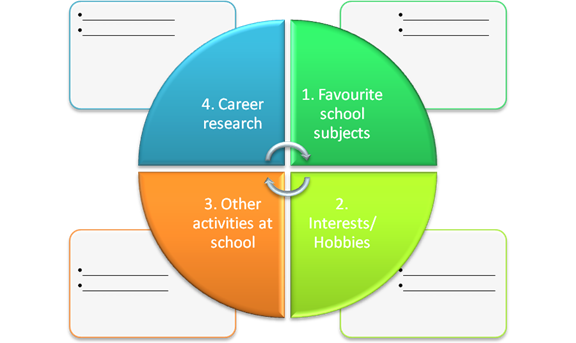 4. Career
research
1. Favourite
school
subjects
3. Other
activities at
school
2.
Interests/
Hobbies